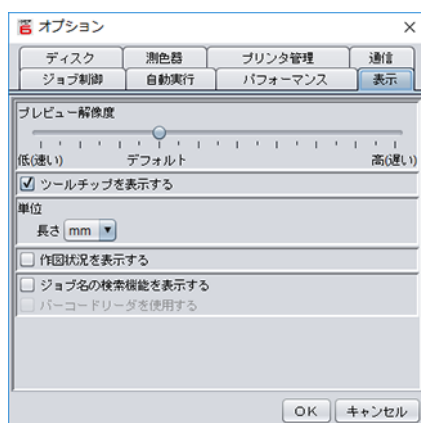 オプション
ディスク 測色器 プリンタ管理 通信
ジョブ制御 自動実行 パフォーマンス 表示
プレビュー解像度
低(速い) デフォルト 高(遅い)
ツールチップを表示する
単位
長さ mm
作図状況を表示する
ジョブ名の検索機能を表示する
バーコードリーダを使用する
OK キャンセル